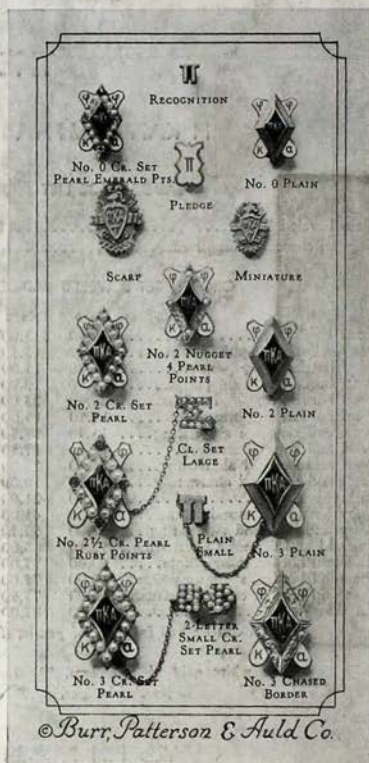 π
RECOGNITION
No. 0 CR. SET
PEARL EMERALD PTS.
π
PLEDGE
No. 0 PLAIN
SCARF
MINIATURE
No. 2 NUGGET
4 PEARL
POINTS
No. 2 CR. SET
PEARL
No. 2 PLAIN
CL. SET
LARGE
No. 2½ CR. PEARL
RUBY POINTS
PLAIN
SMALL
No. 3 PLAIN
No. 3 CR. SET
PEARL
2-LETTER
SMALL CR.
SET PEARL
No. 3 CHASED
BORDER
©Burr, Patterson & Auld Co.